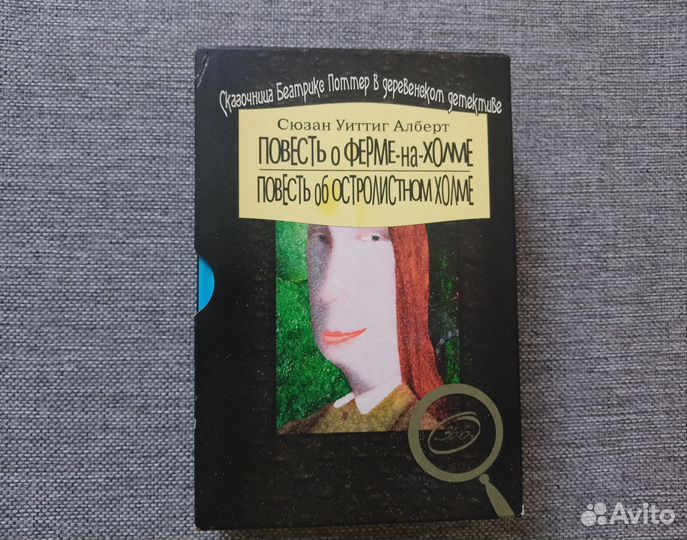 Сказочница Беатрикс Поттер в деревенском детективе
Сюзан Уиттиг Алберт
ПОВЕСТЬ о ФЕРМЕ-на-ХОЛМЕ
ПОВЕСТЬ об ОСТРОЛИСТНОМ ХОЛМЕ
Avito